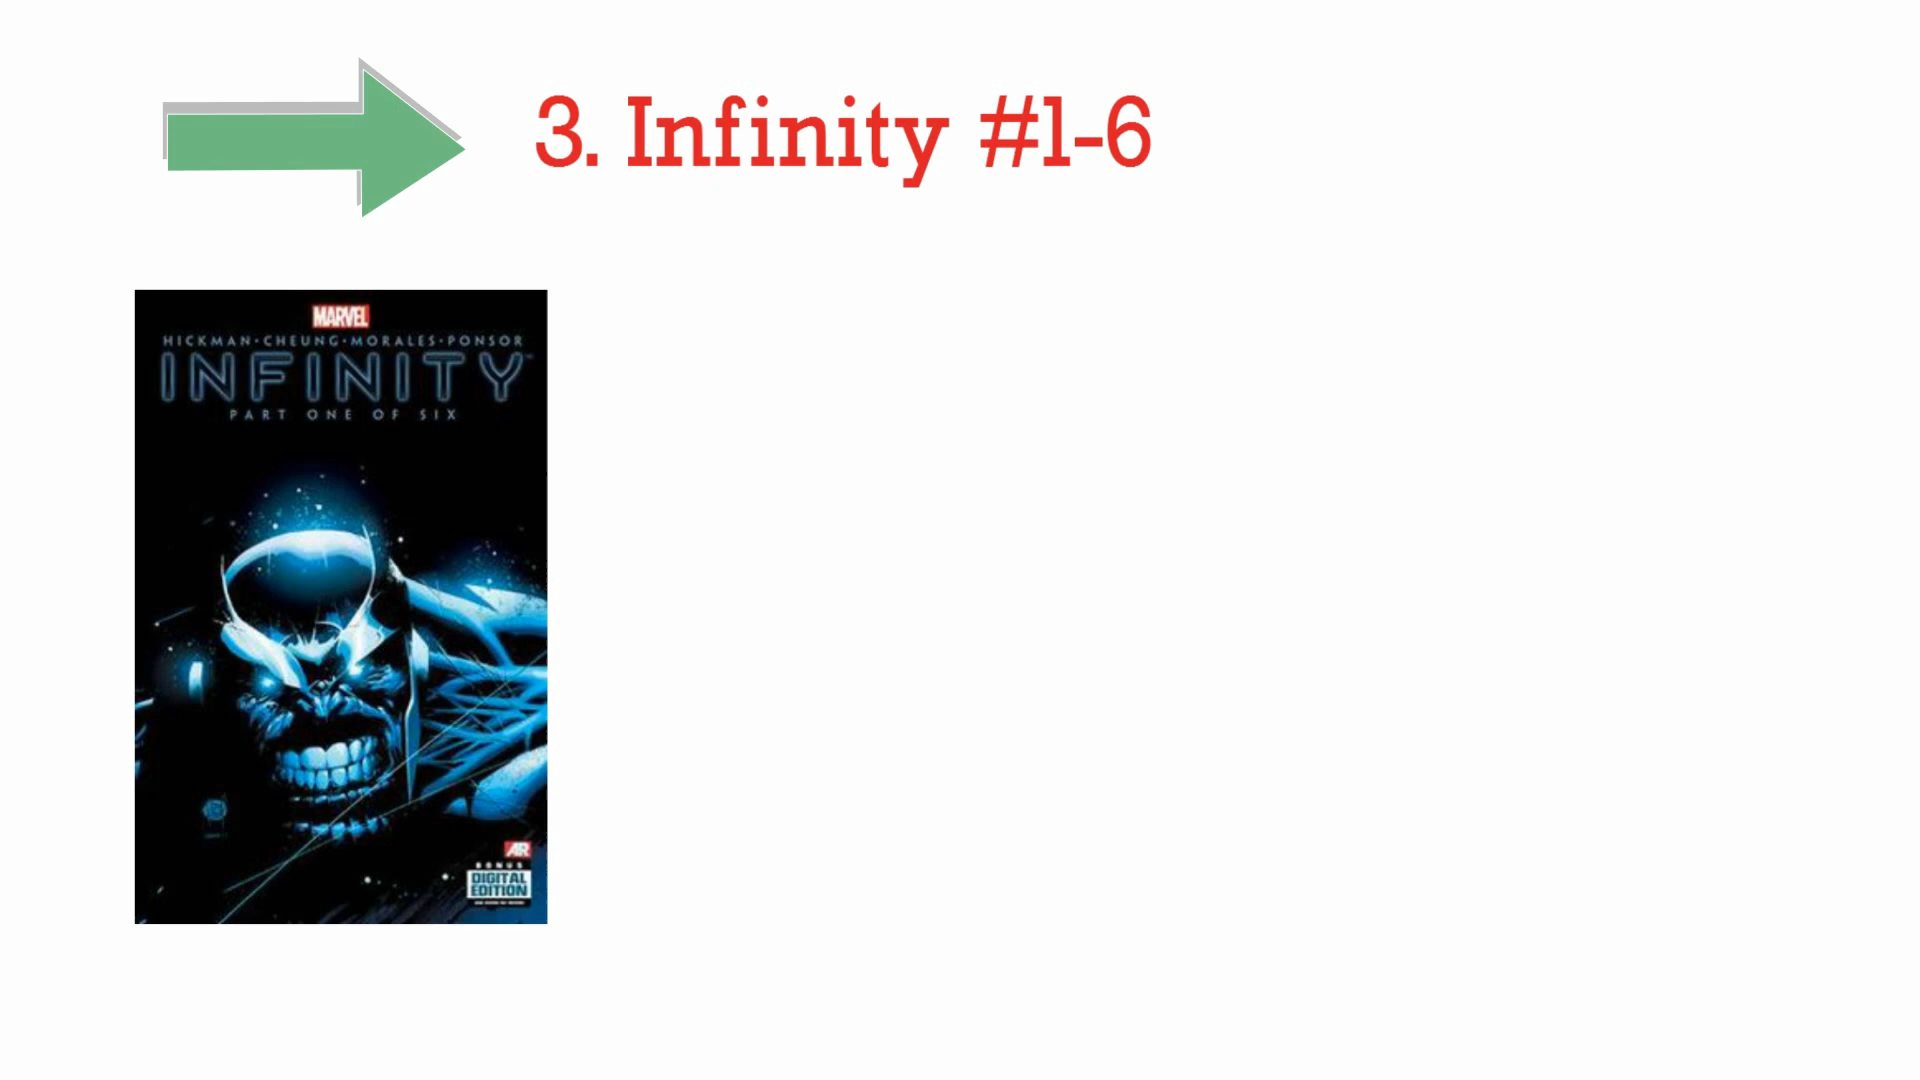 3. Infinity #1-6
MARVEL
HICKMAN·CHEUNG·MORALES·PONSOR
INFINITY
PART ONE OF SIX
AR
BONUS
DIGITAL
EDITION